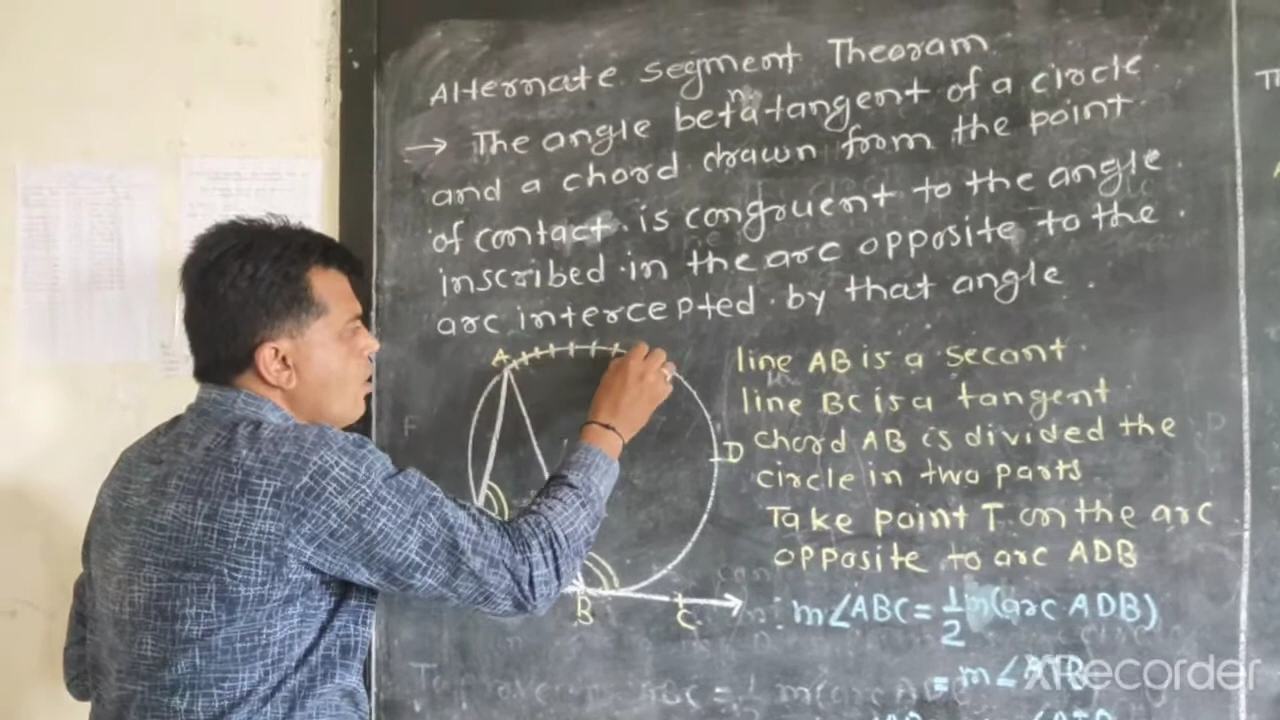 Alternate segment Theoram
→ The angle betn a tangent of a circle
and a chord drawn from the point
of contact is congruent to the angle
inscribed in the arc opposite to the
arc intercepted by that angle.
A
line AB is a secant.
line BC is a tangent
D
chord AB is divided the
circle in two parts
Take point T on the arc
opposite to arc ADB
B
C
m∠ABC = 1/2 m(arc ADB)
XRecorder